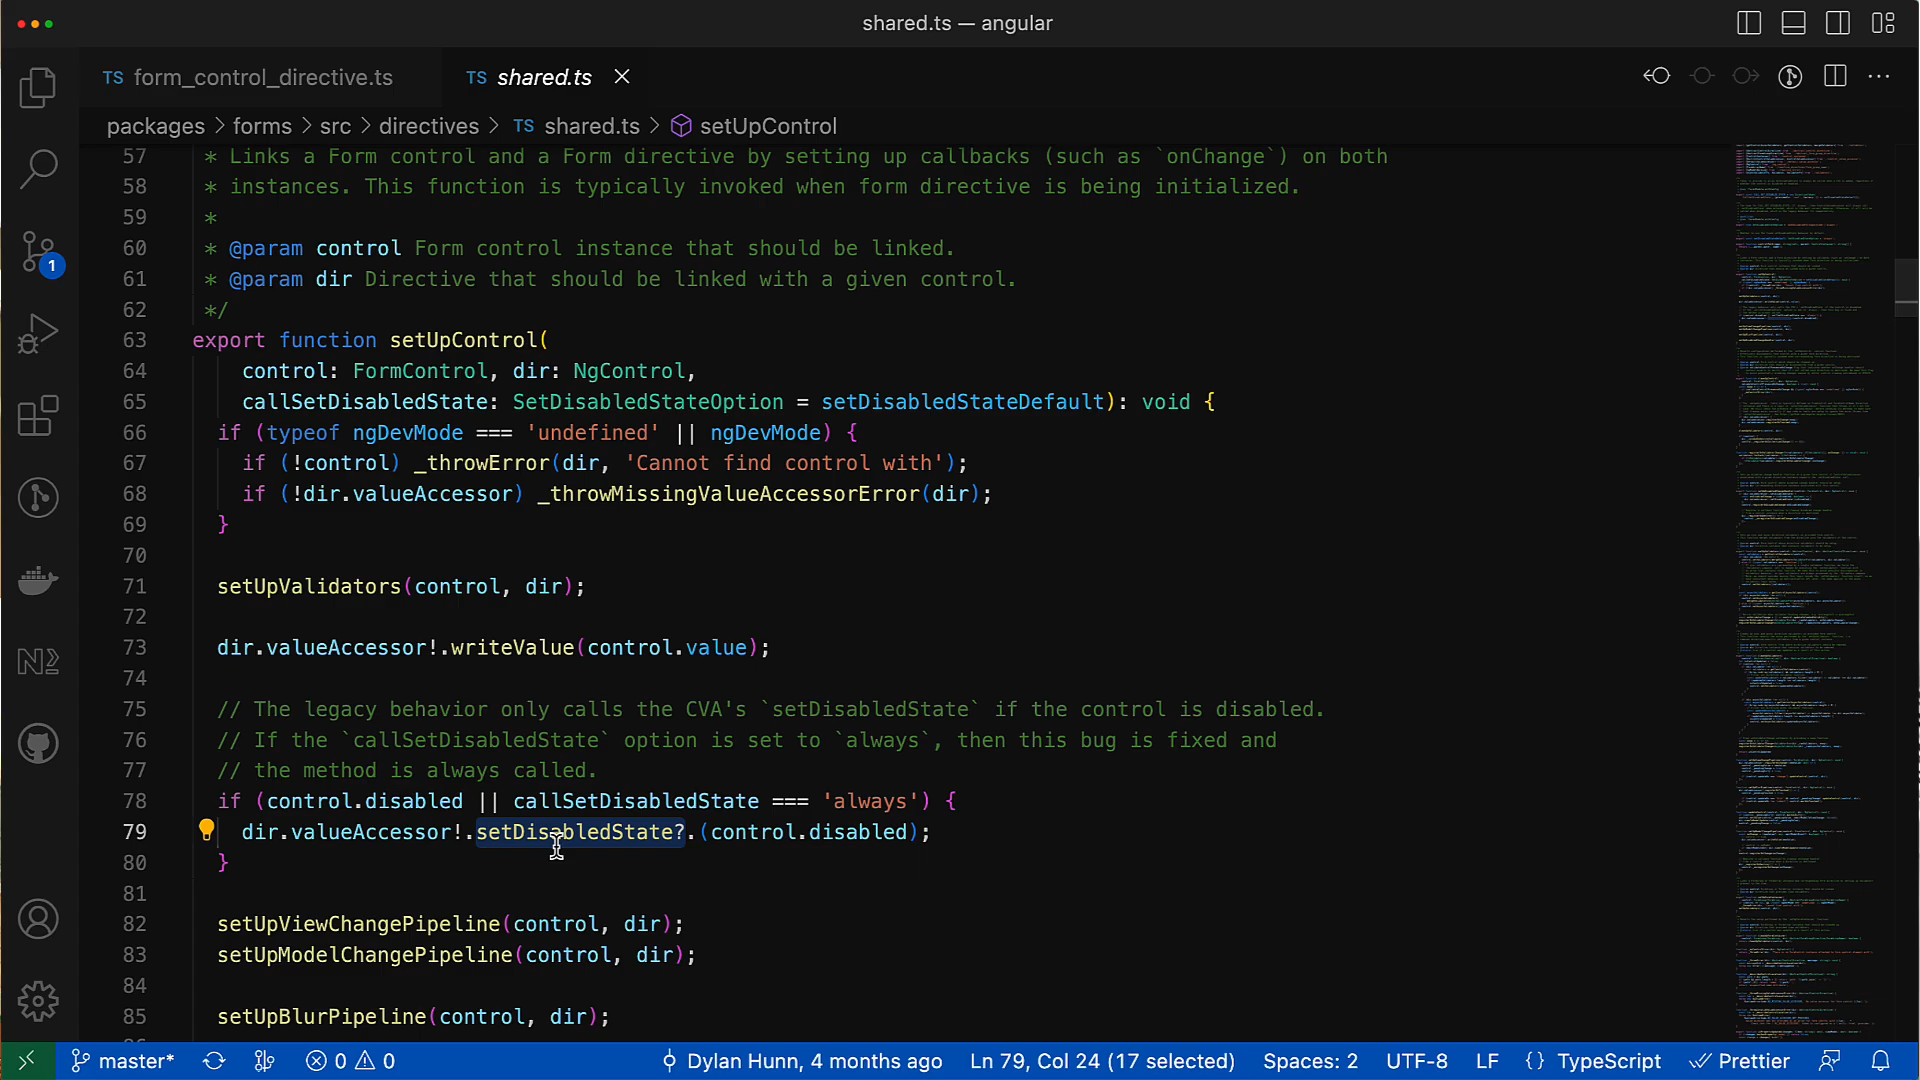 shared.ts — angular
TS form_control_directive.ts
TS shared.ts
packages > forms > src > directives > TS shared.ts > setUpControl
57 * Links a Form control and a Form directive by setting up callbacks (such as `onChange`) on both
58 * instances. This function is typically invoked when form directive is being initialized.
59 *
60 * @param control Form control instance that should be linked.
61 * @param dir Directive that should be linked with a given control.
62 */
63 export function setUpControl(
64 control: FormControl, dir: NgControl,
65 callSetDisabledState: SetDisabledStateOption = setDisabledStateDefault): void {
66 if (typeof ngDevMode === 'undefined' || ngDevMode) {
67 if (!control) _throwError(dir, 'Cannot find control with');
68 if (!dir.valueAccessor) _throwMissingValueAccessorError(dir);
69 }
70
71 setUpValidators(control, dir);
72
73 dir.valueAccessor!.writeValue(control.value);
74
75 // The legacy behavior only calls the CVA's `setDisabledState` if the control is disabled.
76 // If the `callSetDisabledState` option is set to `always`, then this bug is fixed and
77 // the method is always called.
78 if (control.disabled || callSetDisabledState === 'always') {
79 dir.valueAccessor!.setDisabledState?.(control.disabled);
80 }
81
82 setUpViewChangePipeline(control, dir);
83 setUpModelChangePipeline(control, dir);
84
85 setUpBlurPipeline(control, dir);
1
master*
0 0
Dylan Hunn, 4 months ago
Ln 79, Col 24 (17 selected)
Spaces: 2
UTF-8
LF
{} TypeScript
Prettier